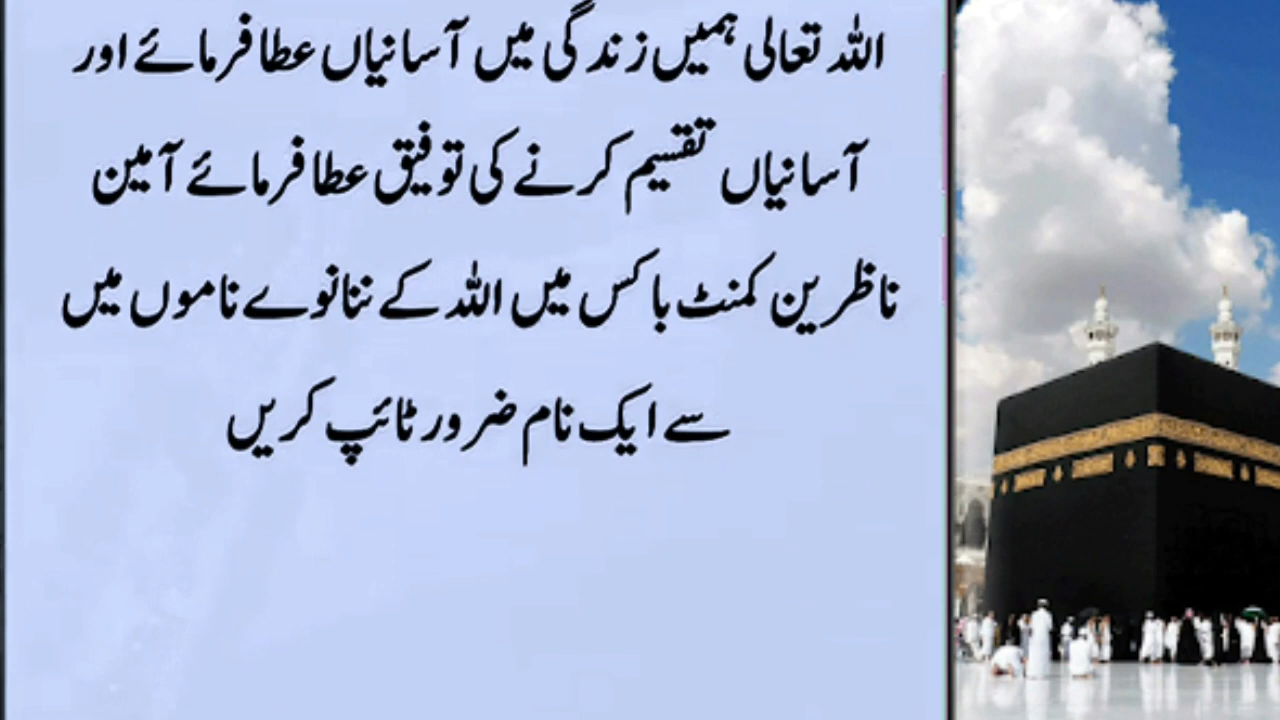 اللہ تعالی ہمیں زندگی میں آسانیاں عطا فرمائے اور
آسانیاں تقسیم کرنے کی توفیق عطا فرمائے آمین
ناظرین کمنٹ باکس میں اللہ کے ننانوے ناموں میں
سے ایک نام ضرور ٹائپ کریں